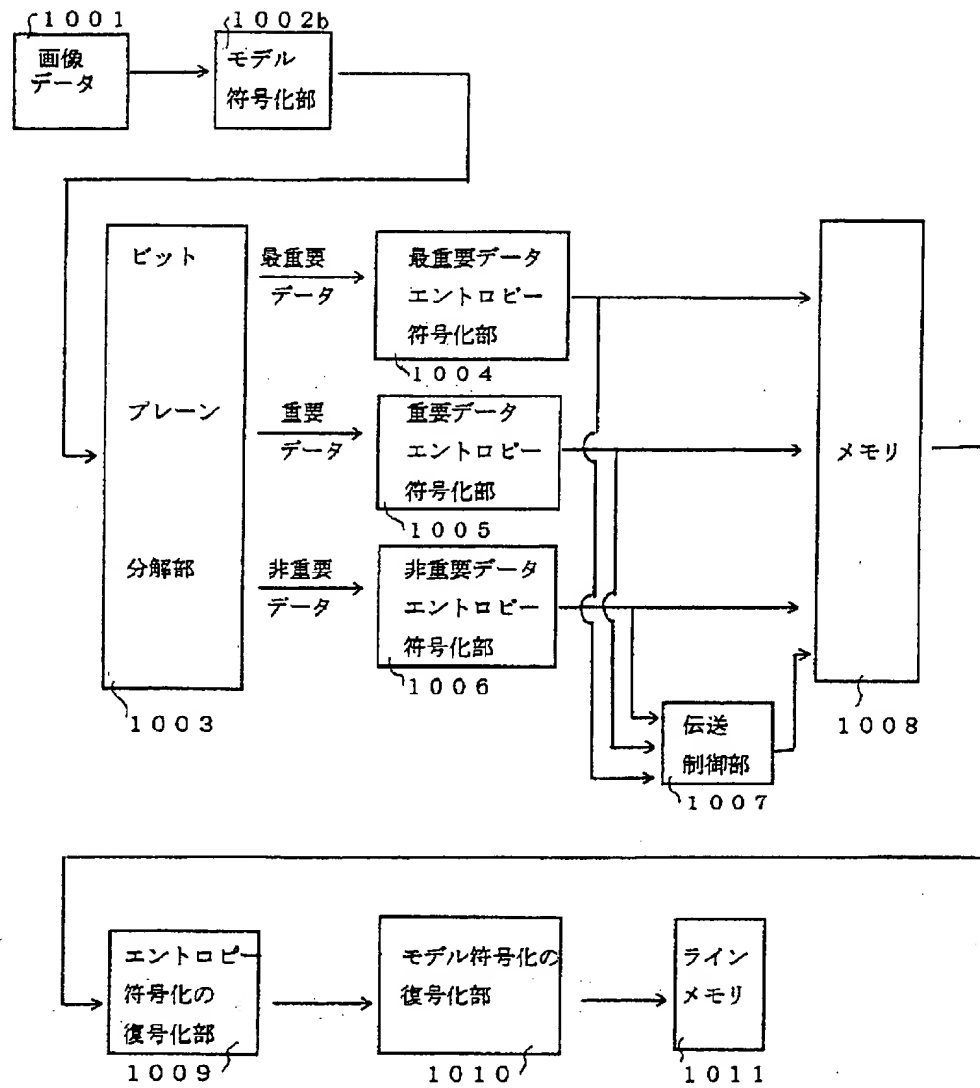 1001
画像
データ
1002b
モデル
符号化部
ビット
プレーン
分解部
1003
最重要
データ
重要
データ
非重要
データ
最重要データ
エントロピー
符号化部
1004
重要データ
エントロピー
符号化部
1005
非重要データ
エントロピー
符号化部
1006
伝送
制御部
1007
メモリ
1008
エントロピー
符号化の
復号化部
1009
モデル符号化の
復号化部
1010
ライン
メモリ
1011